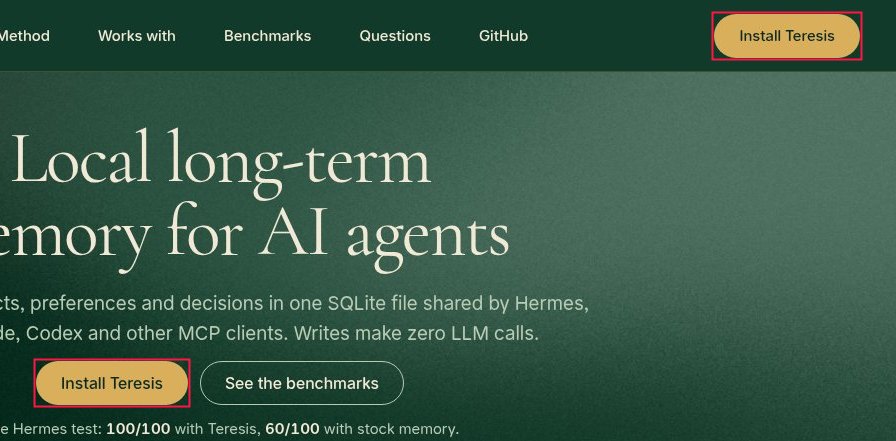 Method Works with Benchmarks Questions GitHub Install Teresis
Local long-term
emory for AI agents
cts, preferences and decisions in one SQLite file shared by Hermes,
de, Codex and other MCP clients. Writes make zero LLM calls.
Install Teresis See the benchmarks
e Hermes test: 100/100 with Teresis, 60/100 with stock memory.